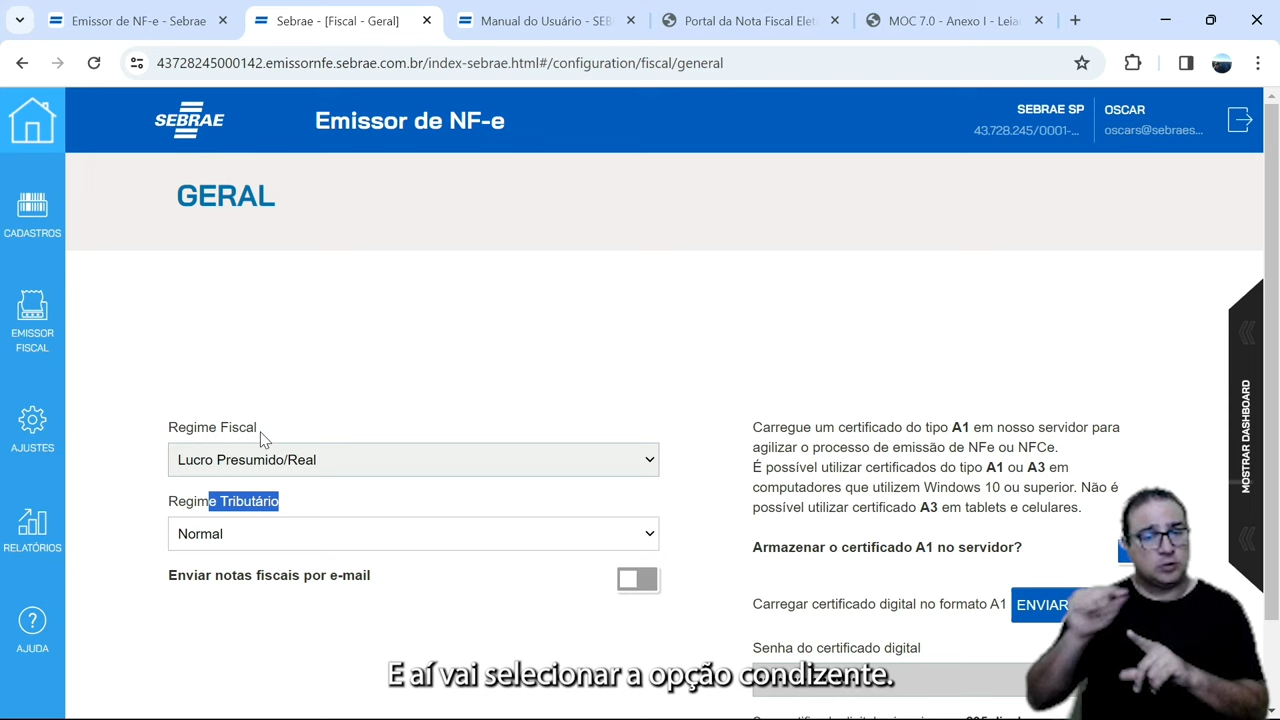 Emissor de NF-e - Sebrae
Sebrae - [Fiscal - Geral]
Manual do Usuário - SEB
Portal da Nota Fiscal Elet
MOC 7.0 - Anexo I - Leia
43728245000142.emissornfe.sebrae.com.br/index-sebrae.html#/configuration/fiscal/general
SEBRAE
Emissor de NF-e
SEBRAE SP
43.728.245/0001-...
OSCAR
oscars@sebraes...
GERAL
CADASTROS
EMISSOR
FISCAL
AJUSTES
RELATÓRIOS
AJUDA
Regime Fiscal
Lucro Presumido/Real
Regime Tributário
Normal
Enviar notas fiscais por e-mail
Carregue um certificado do tipo A1 em nosso servidor para
agilizar o processo de emissão de NFe ou NFCe.
É possível utilizar certificados do tipo A1 ou A3 em
computadores que utilizem Windows 10 ou superior. Não é
possível utilizar certificado A3 em tablets e celulares.
Armazenar o certificado A1 no servidor?
Carregar certificado digital no formato A1
ENVIAR
Senha do certificado digital
MOSTRAR DASHBOARD
E aí vai selecionar a opção condizente.